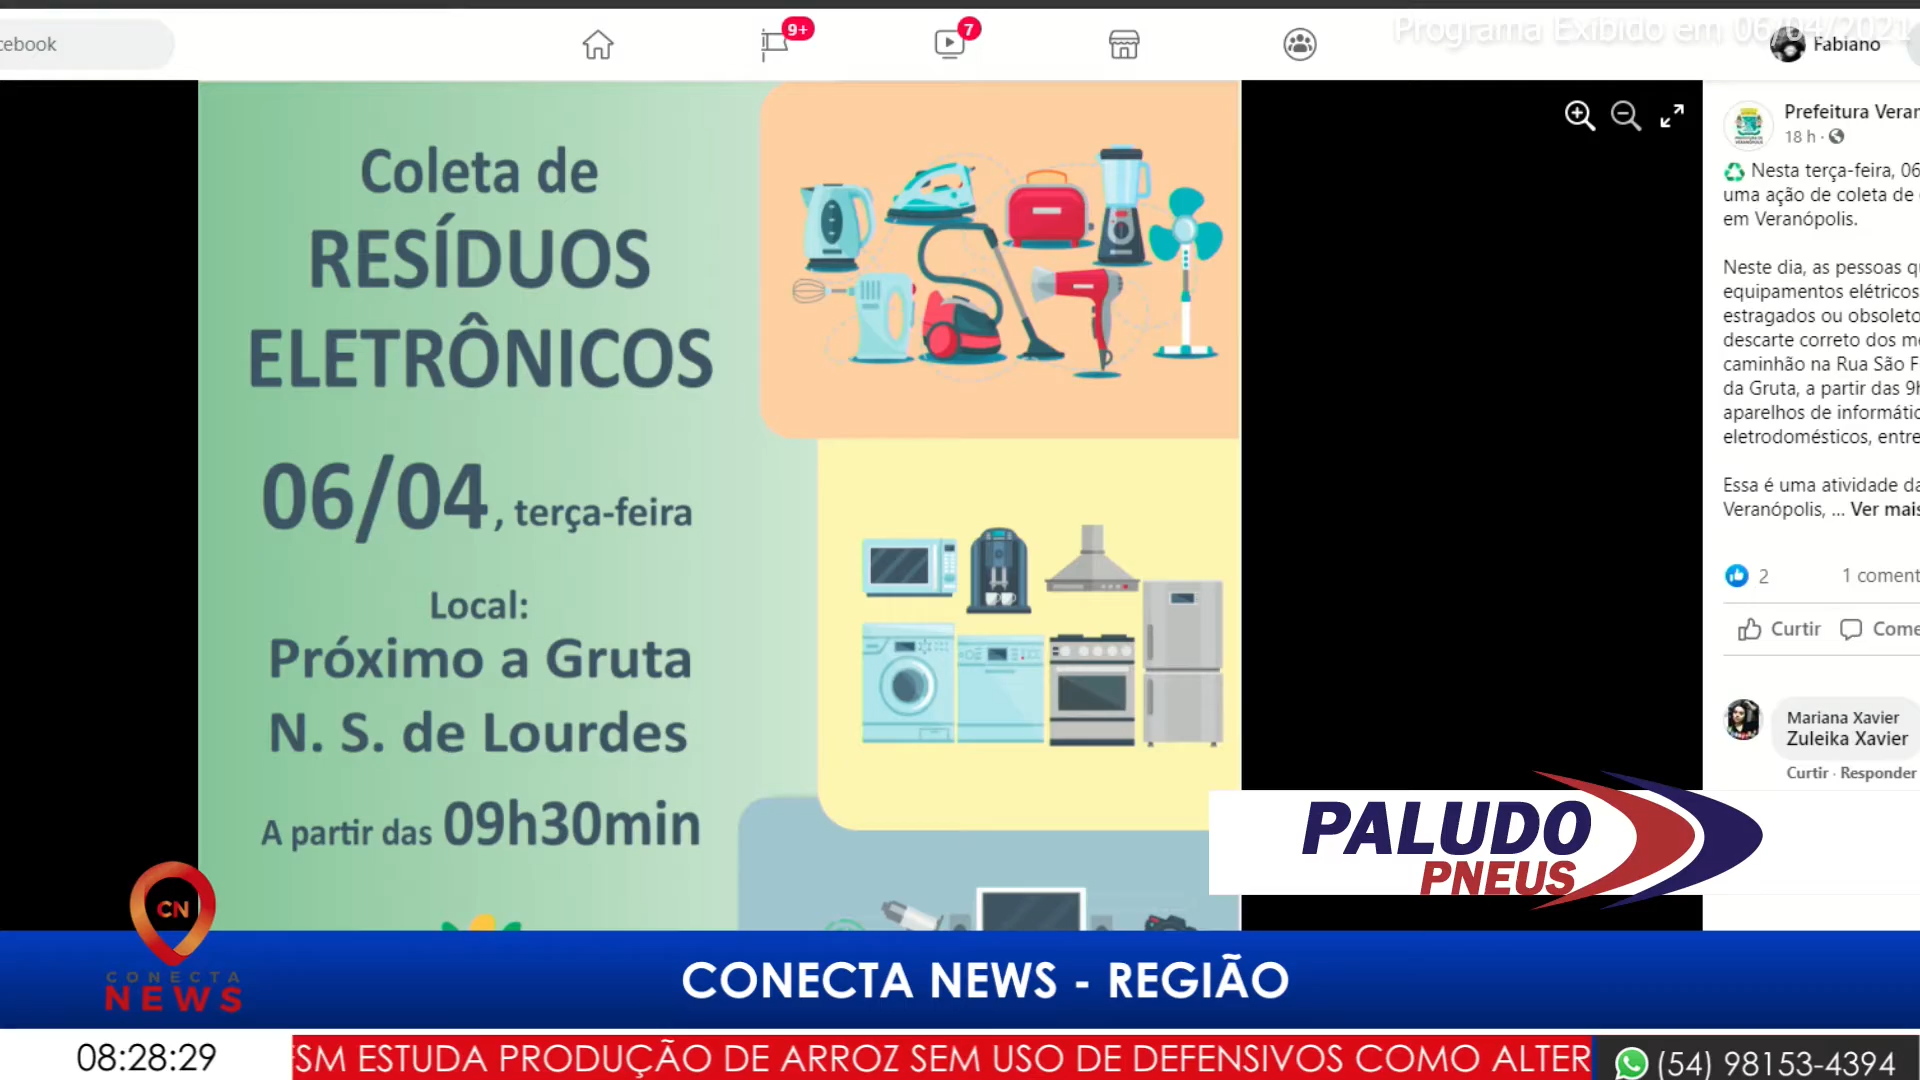 cebook
9+
7
Programa Exibido em 06/04/2021
Fabiano
Coleta de
RESÍDUOS
ELETRÔNICOS
06/04, terça-feira
Local:
Próximo a Gruta
N. S. de Lourdes
A partir das 09h30min
Prefeitura Veran
18 h ·
Nesta terça-feira, 06
uma ação de coleta de
em Veranópolis.
Neste dia, as pessoas qu
equipamentos elétricos
estragados ou obsoleto
descarte correto dos me
caminhão na Rua São F
da Gruta, a partir das 9h
aparelhos de informátic
eletrodomésticos, entre
Essa é uma atividade da
Veranópolis, ... Ver mais
2
1 coment
Curtir
Come
Mariana Xavier
Zuleika Xavier
Curtir · Responder
PALUDO
PNEUS
CN
CONECTA
NEWS
CONECTA NEWS - REGIÃO
08:28:29
FSM ESTUDA PRODUÇÃO DE ARROZ SEM USO DE DEFENSIVOS COMO ALTER
(54) 98153-4394